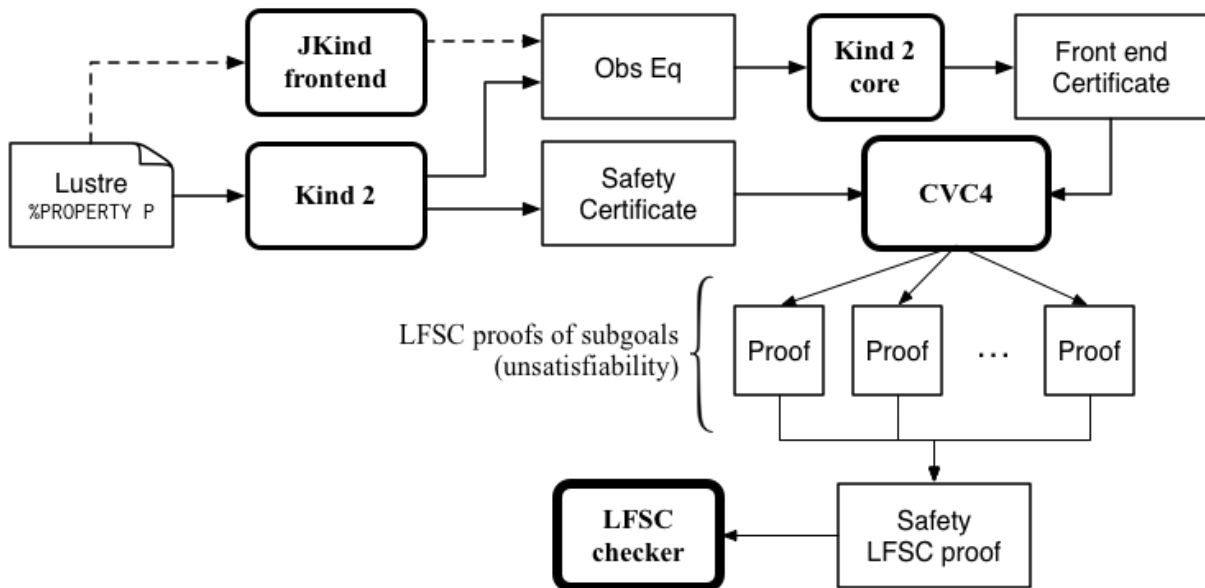 JKind
frontend
Obs Eq
Kind 2
core
Front end
Certificate
Lustre
%PROPERTY P
Kind 2
Safety
Certificate
CVC4
LFSC proofs of subgoals
(unsatisfiability)
Proof
Proof
...
Proof
LFSC
checker
Safety
LFSC proof